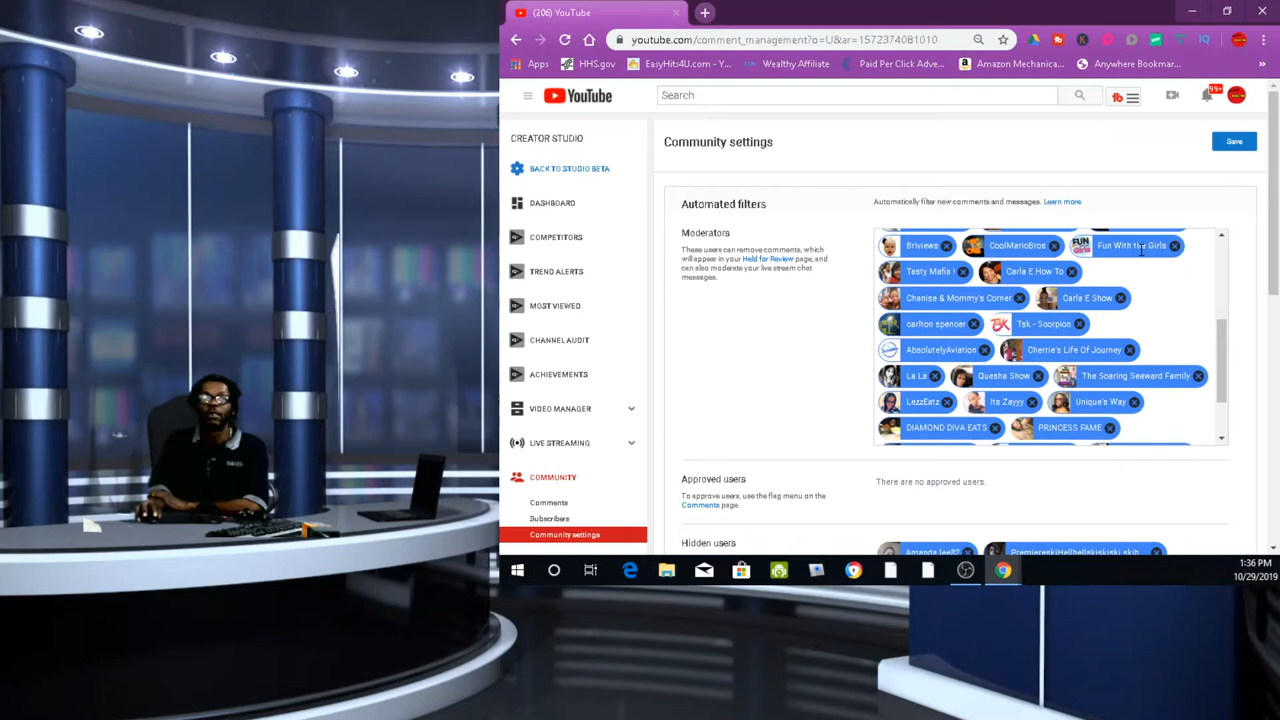 (206) YouTube
youtube.com/comment_management?o=U&ar=1572374081010
Apps HHS.gov EasyHits4U.com - Y... Wealthy Affiliate Paid Per Click Adve... Amazon Mechanica... Anywhere Bookmar...
YouTube Search 99+
CREATOR STUDIO
BACK TO STUDIO BETA
DASHBOARD
COMPETITORS
TREND ALERTS
MOST VIEWED
CHANNEL AUDIT
ACHIEVEMENTS
VIDEO MANAGER
LIVE STREAMING
COMMUNITY
Comments
Subscribers
Community settings
Community settings Save
Automated filters Automatically filter new comments and messages. Learn more
Moderators
These users can remove comments, which
will appear in your Held for Review page, and
can also moderate your live stream chat
messages.
Briviews CoolMarioBros Fun With the Girls
Tasty Mafia Carla E How To
Chanise & Mommy's Corner Carla E Show
carlton spencer Tsk - Scorpion
AbsolutelyAviation Cherrie's Life Of Journey
La La Quesha Show The Soaring Seaward Family
LezzEatz Its Zayyy Unique's Way
DIAMOND DIVA EATS PRINCESS FAME
Approved users There are no approved users.
To approve users, use the flag menu on the
Comments page.
Hidden users
1:36 PM
10/29/2019